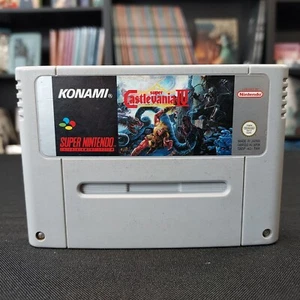 KONAMI®
SUPER
Castlevania IV
Nintendo
SUPER NINTENDO